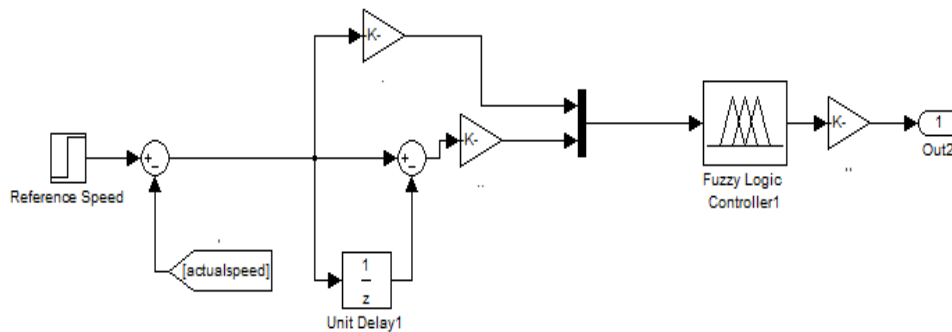 -K-
+
-
Reference Speed
[actualspeed]
+
-
-K-
1
z
Unit Delay1
Fuzzy Logic
Controller1
-K-
1
Out2